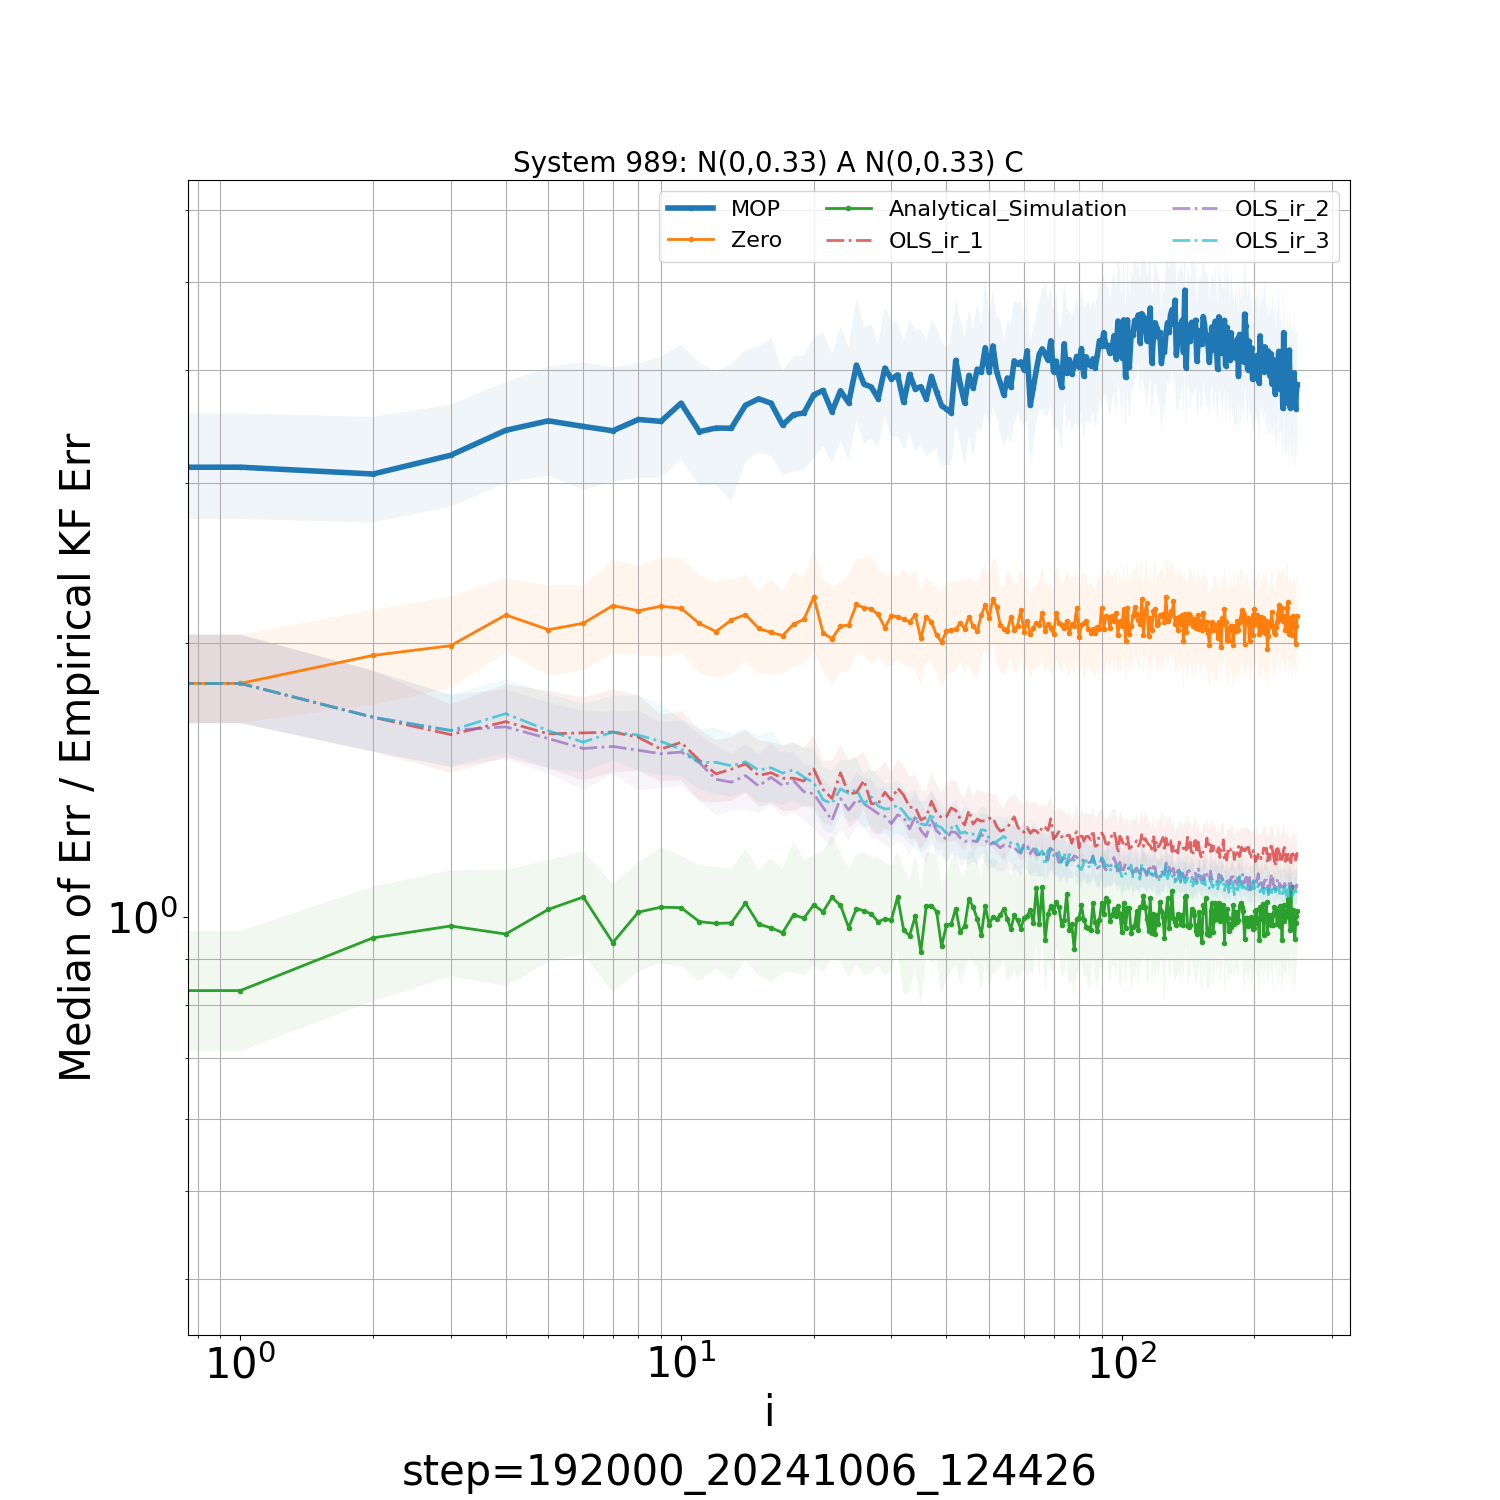 System 989: N(0,0.33) A N(0,0.33) C
MOP
Zero
Analytical_Simulation
OLS_ir_1
OLS_ir_2
OLS_ir_3
Median of Err / Empirical KF Err
10⁰
10⁰ 10¹ 10²
i
step=192000_20241006_124426